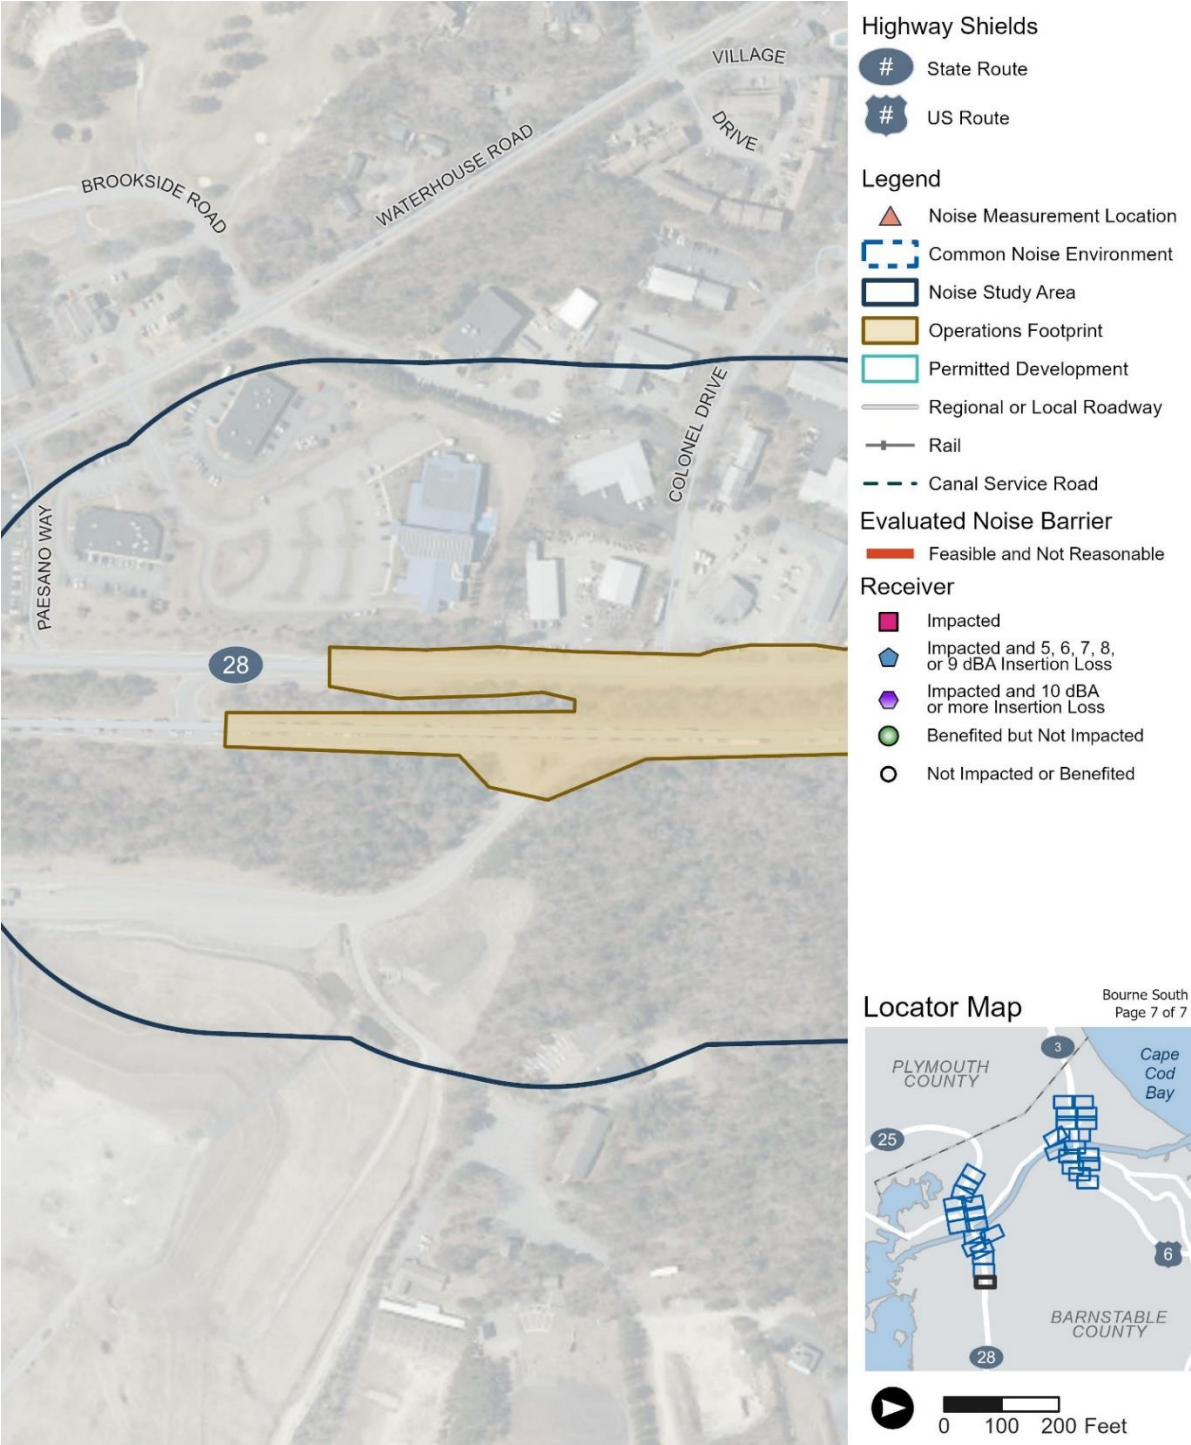 VILLAGE
DRIVE
WATERHOUSE ROAD
BROOKSIDE ROAD
COLONEL DRIVE
PAESANO WAY
28
Highway Shields
# State Route
# US Route
Legend
Noise Measurement Location
Common Noise Environment
Noise Study Area
Operations Footprint
Permitted Development
Regional or Local Roadway
Rail
Canal Service Road
Evaluated Noise Barrier
Feasible and Not Reasonable
Receiver
Impacted
Impacted and 5, 6, 7, 8,
or 9 dBA Insertion Loss
Impacted and 10 dBA
or more Insertion Loss
Benefited but Not Impacted
Not Impacted or Benefited
Locator Map
Bourne South
Page 7 of 7
3
PLYMOUTH
COUNTY
Cape
Cod
Bay
25
6
BARNSTABLE
COUNTY
28
0 100 200 Feet